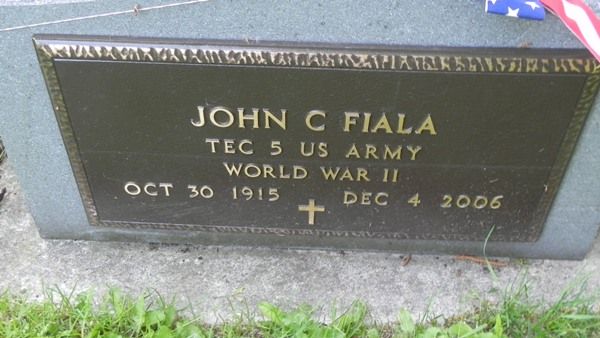 JOHN C FIALA
TEC 5 US ARMY
WORLD WAR II
OCT 30 1915 DEC 4 2006